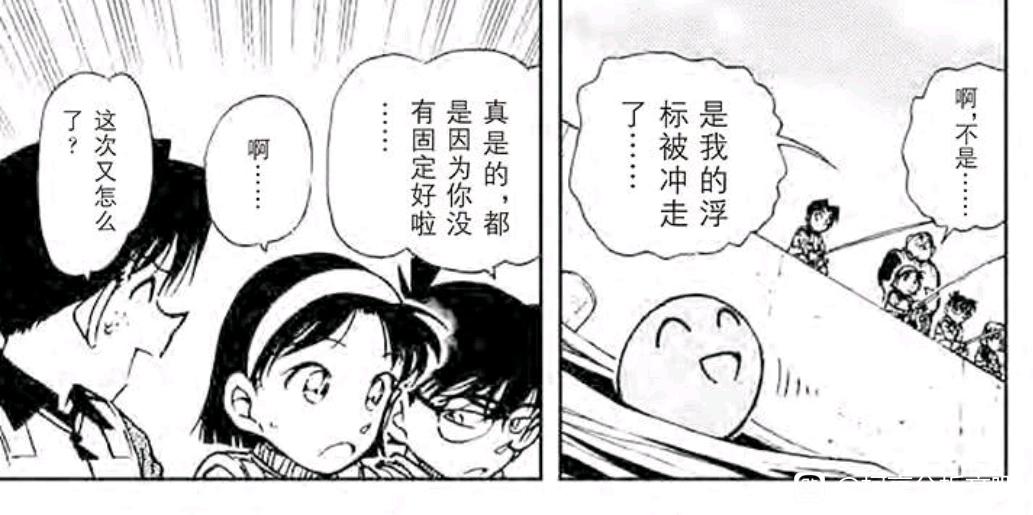 啊，不是……
是我的浮
标被冲走
了……
真是的，都
是因为你没
有固定好啦
……
啊……
这次又怎么
了？